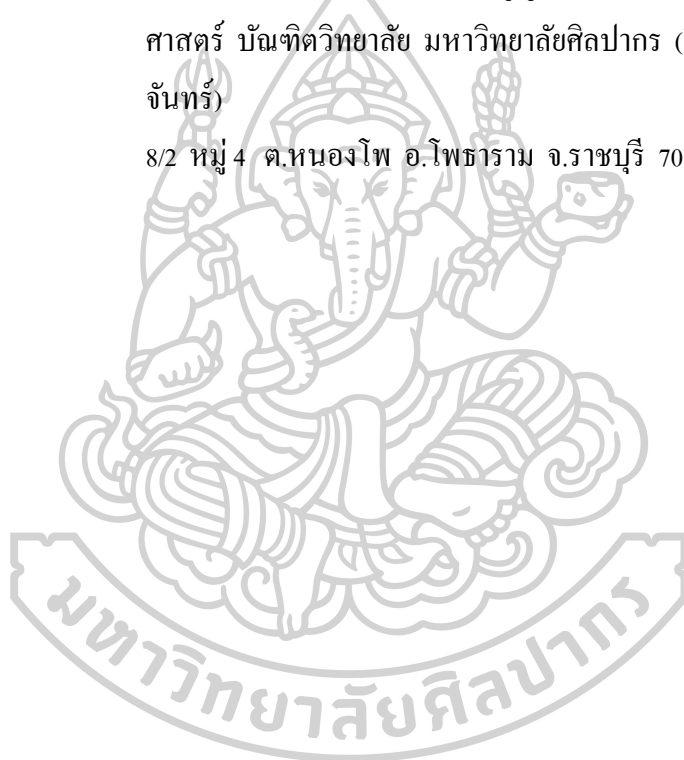 ศาสตร์ บัณฑิตวิทยาลัย มหาวิทยาลัยศิลปากร (
จันทร์)
8/2 หมู่ 4 ต.หนองโพ อ.โพธาราม จ.ราชบุรี 70
มหาวิทยาลัยศิลปากร